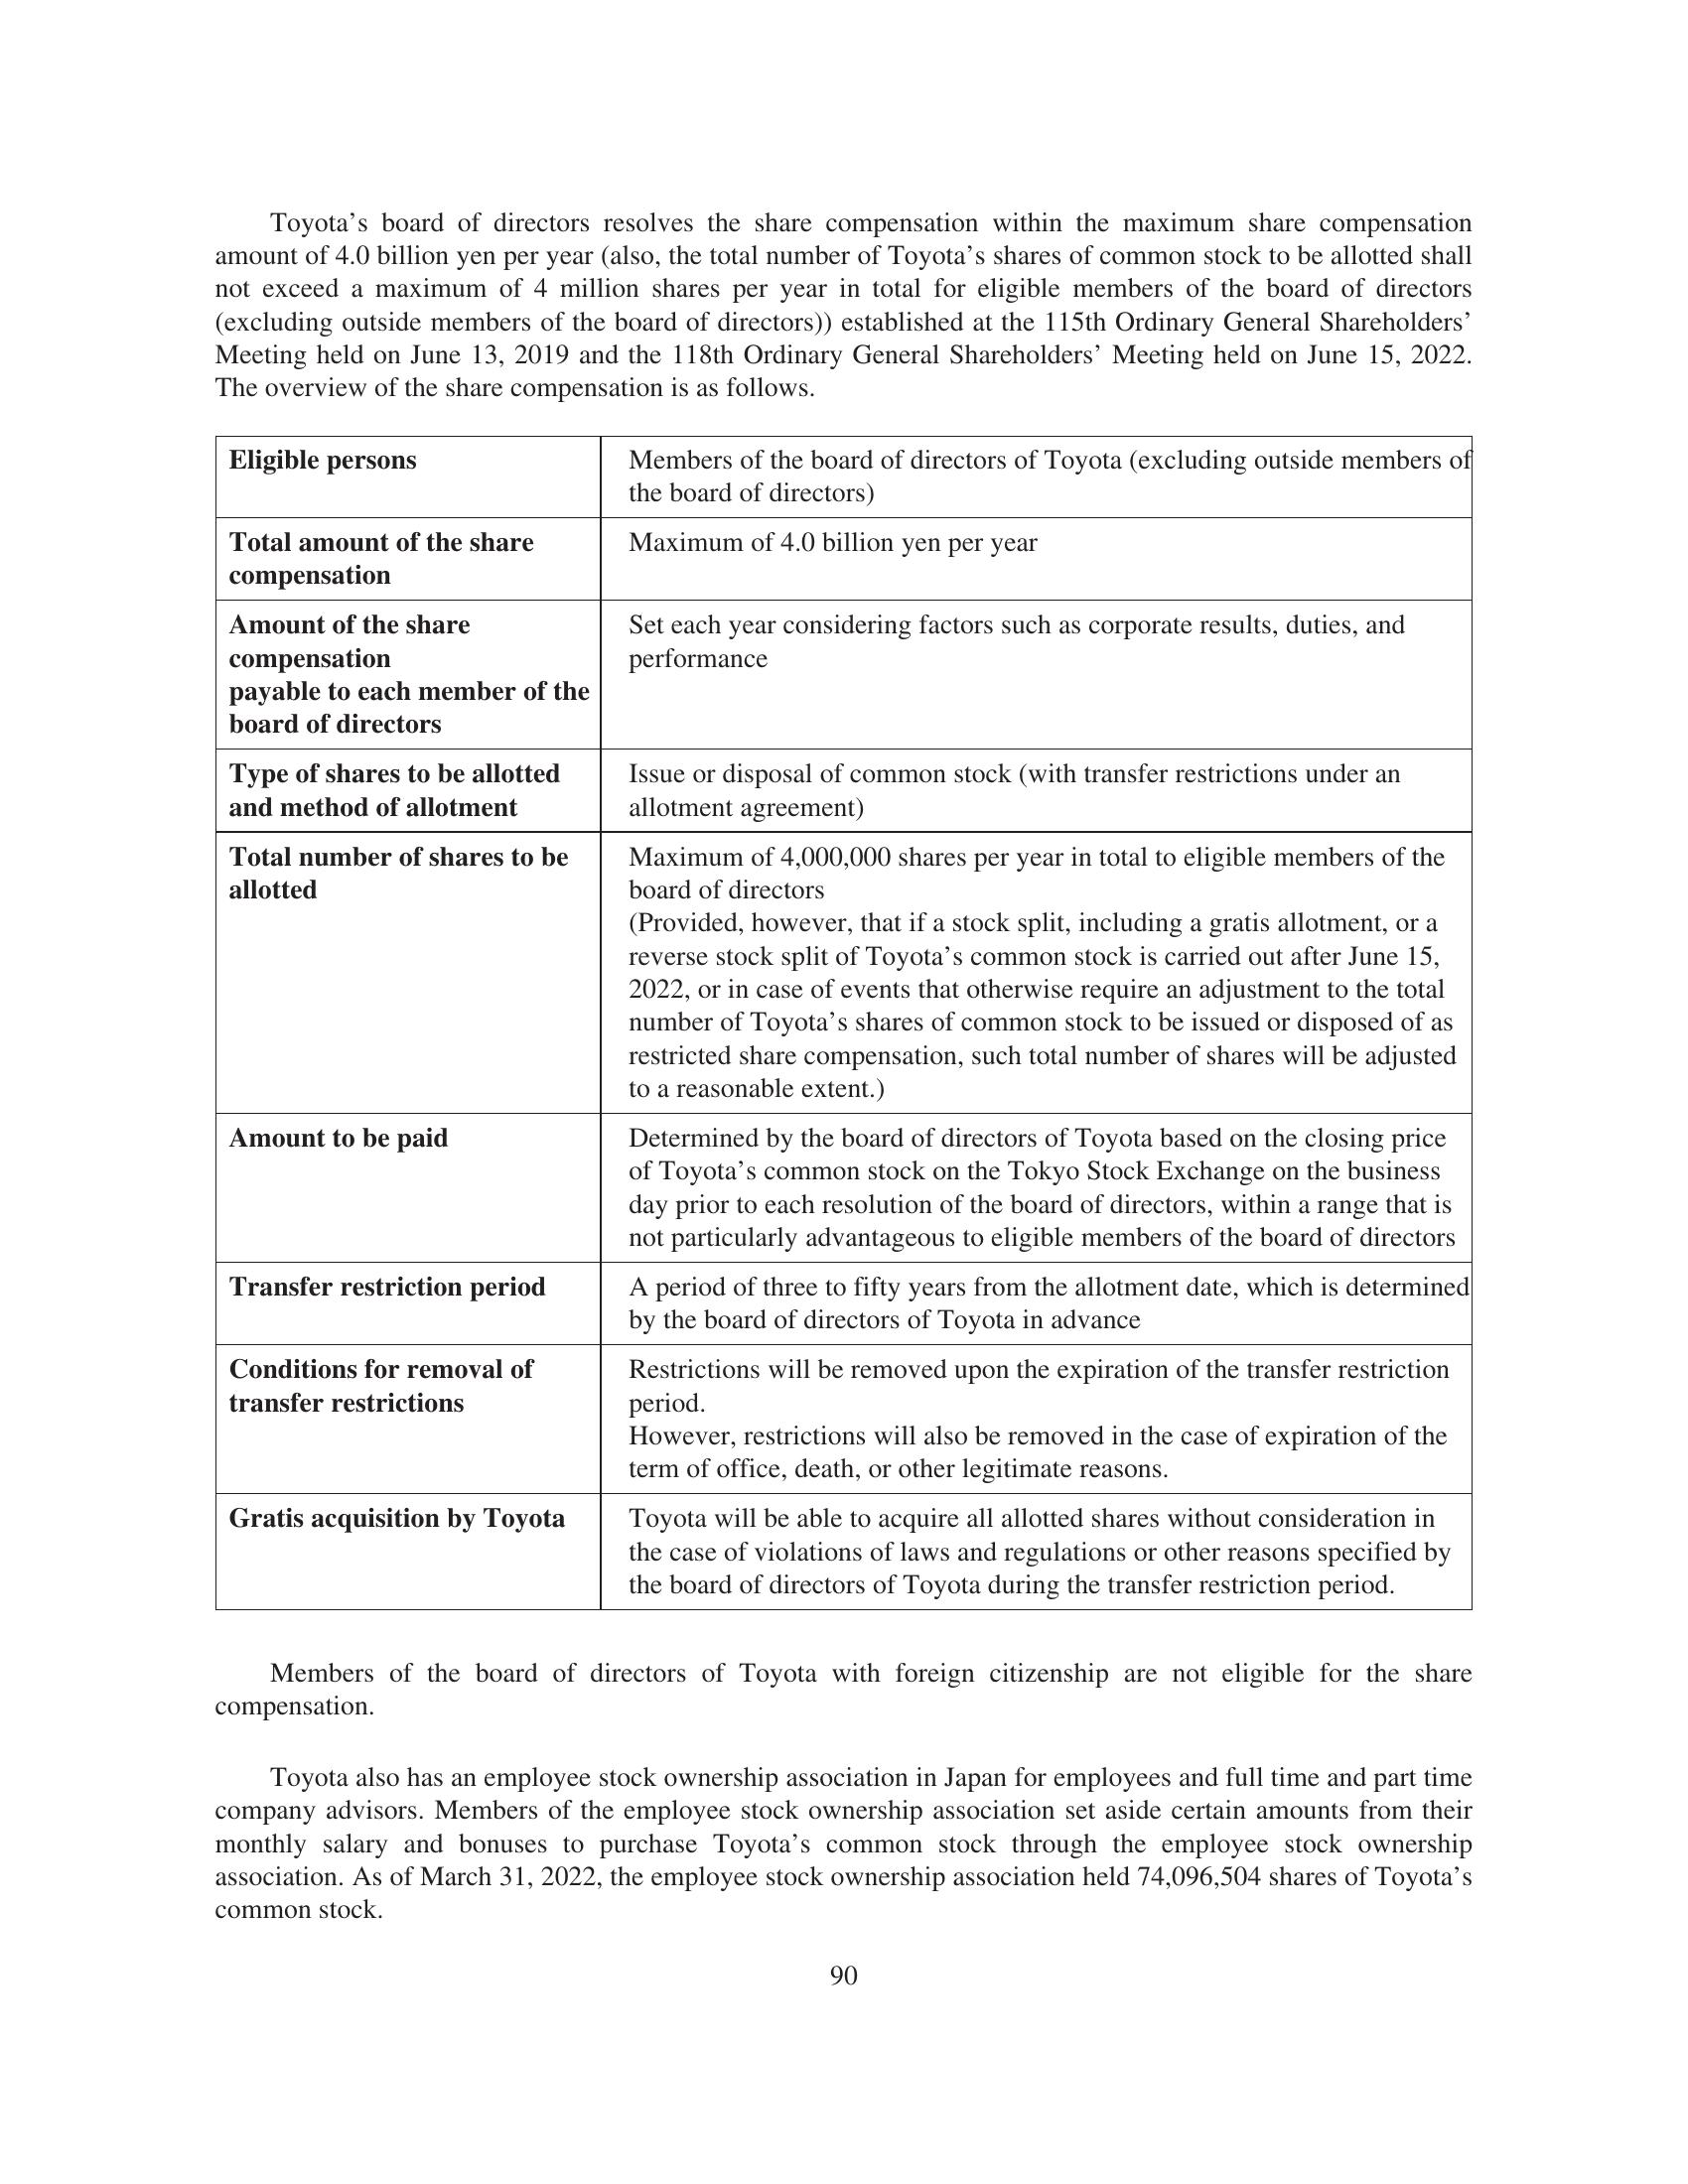 Toyota’s board of directors resolves the share compensation within the maximum share compensation
amount of 4.0 billion yen per year (also, the total number of Toyota’s shares of common stock to be allotted shall
not exceed a maximum of 4 million shares per year in total for eligible members of the board of directors
(excluding outside members of the board of directors)) established at the 115th Ordinary General Shareholders’
Meeting held on June 13, 2019 and the 118th Ordinary General Shareholders’ Meeting held on June 15, 2022.
The overview of the share compensation is as follows.
Eligible persons
Members of the board of directors of Toyota (excluding outside members of
the board of directors)
Total amount of the share
compensation
Maximum of 4.0 billion yen per year
Amount of the share
compensation
payable to each member of the
board of directors
Set each year considering factors such as corporate results, duties, and
performance
Type of shares to be allotted
and method of allotment
Issue or disposal of common stock (with transfer restrictions under an
allotment agreement)
Total number of shares to be
allotted
Maximum of 4,000,000 shares per year in total to eligible members of the
board of directors
(Provided, however, that if a stock split, including a gratis allotment, or a
reverse stock split of Toyota’s common stock is carried out after June 15,
2022, or in case of events that otherwise require an adjustment to the total
number of Toyota’s shares of common stock to be issued or disposed of as
restricted share compensation, such total number of shares will be adjusted
to a reasonable extent.)
Amount to be paid
Determined by the board of directors of Toyota based on the closing price
of Toyota’s common stock on the Tokyo Stock Exchange on the business
day prior to each resolution of the board of directors, within a range that is
not particularly advantageous to eligible members of the board of directors
Transfer restriction period
A period of three to fifty years from the allotment date, which is determined
by the board of directors of Toyota in advance
Conditions for removal of
transfer restrictions
Restrictions will be removed upon the expiration of the transfer restriction
period.
However, restrictions will also be removed in the case of expiration of the
term of office, death, or other legitimate reasons.
Gratis acquisition by Toyota
Toyota will be able to acquire all allotted shares without consideration in
the case of violations of laws and regulations or other reasons specified by
the board of directors of Toyota during the transfer restriction period.
Members of the board of directors of Toyota with foreign citizenship are not eligible for the share
compensation.
Toyota also has an employee stock ownership association in Japan for employees and full time and part time
company advisors. Members of the employee stock ownership association set aside certain amounts from their
monthly salary and bonuses to purchase Toyota’s common stock through the employee stock ownership
association. As of March 31, 2022, the employee stock ownership association held 74,096,504 shares of Toyota’s
common stock.
90